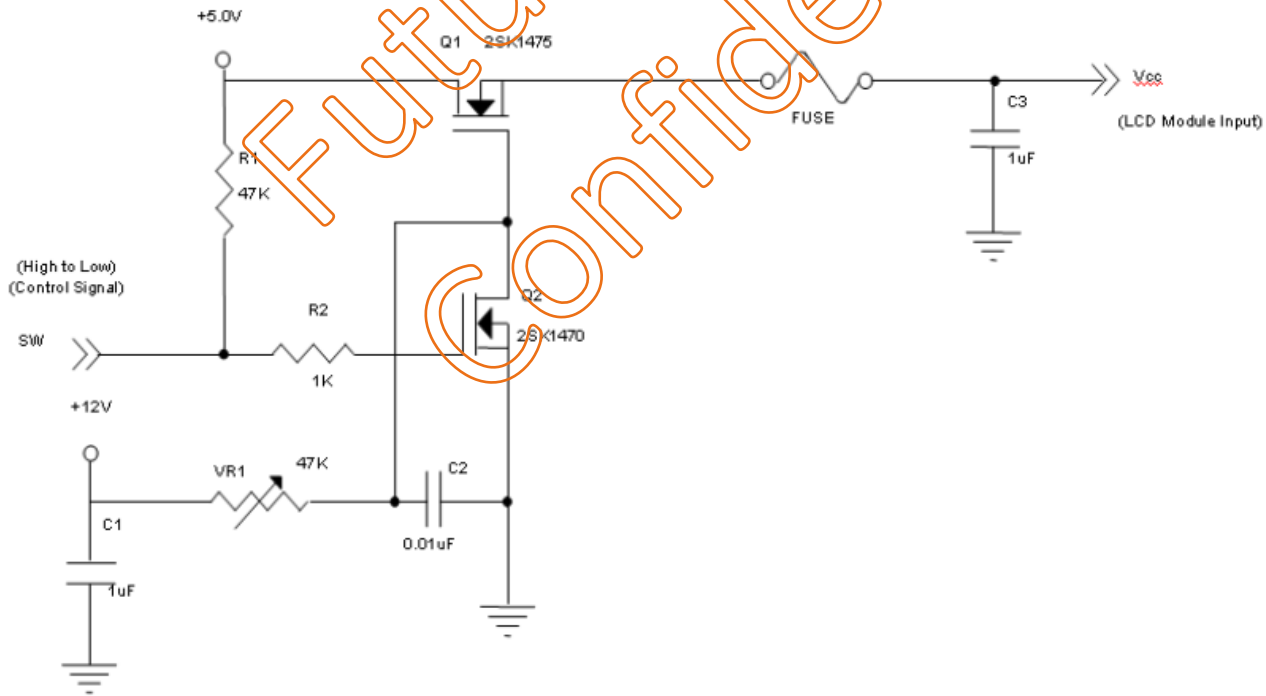 +5.0V
Q1 2SK1475
FUSE
Vcc
(LCD Module Input)
C3
1uF
R1
47K
(High to Low)
(Control Signal)
SW
R2
1K
Q2
2SK1470
+12V
VR1
47K
C2
0.01uF
C1
1uF
Futu
Confide